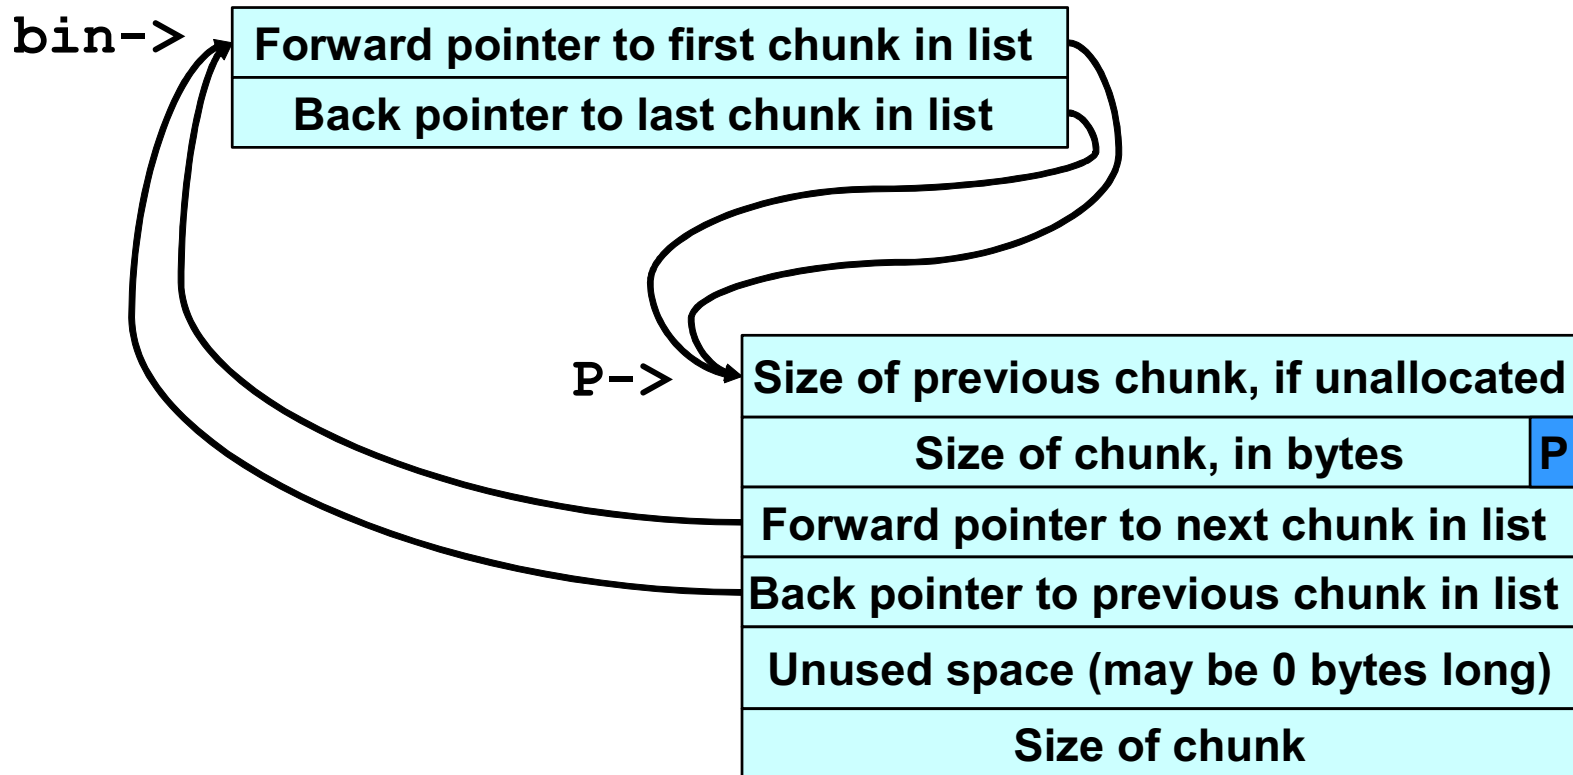 bin->
Forward pointer to first chunk in list
Back pointer to last chunk in list
P->
Size of previous chunk, if unallocated
Size of chunk, in bytes P
Forward pointer to next chunk in list
Back pointer to previous chunk in list
Unused space (may be 0 bytes long)
Size of chunk